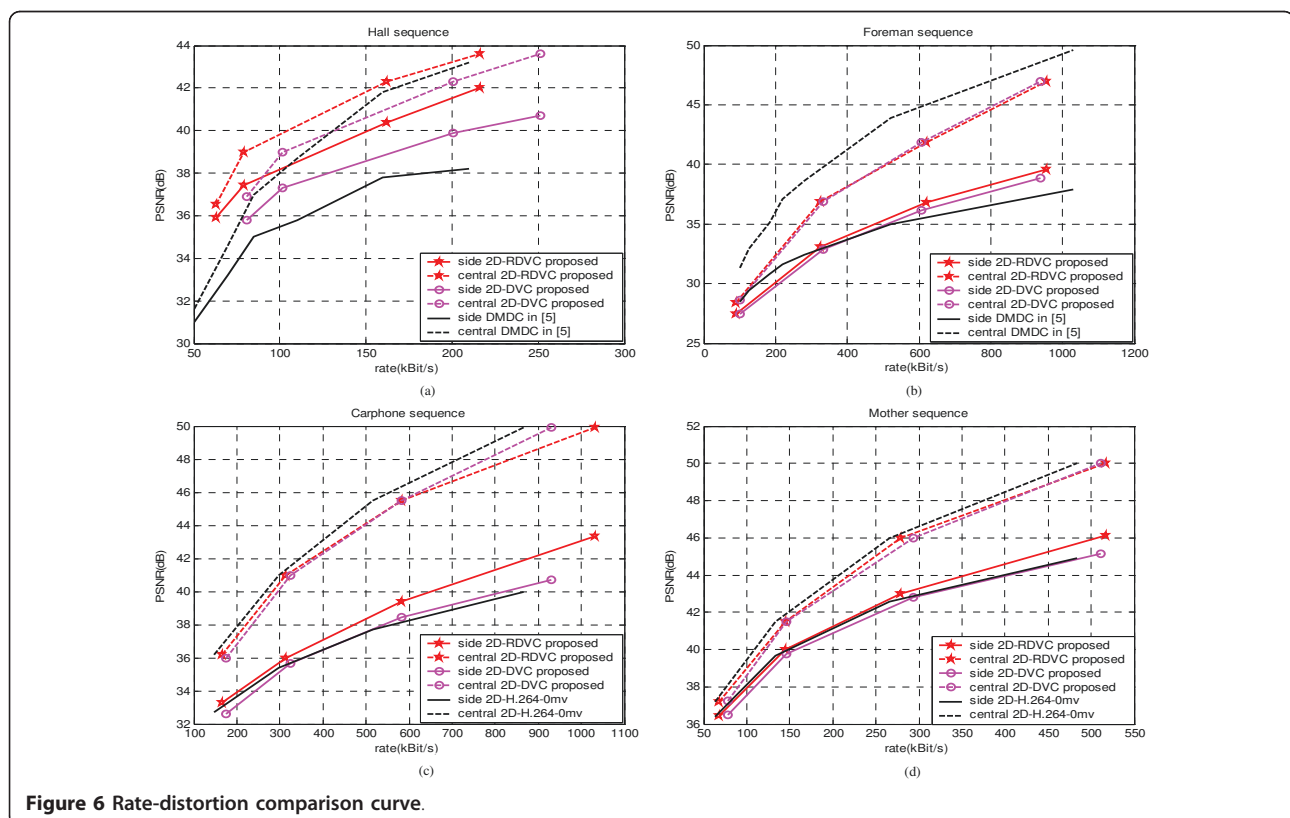 Hall sequence
44
42
40
38
36
34
32
30
PSNR(dB)
50
100
150
200
250
300
rate(kBit/s)
side 2D-RDVC proposed
central 2D-RDVC proposed
side 2D-DVC proposed
central 2D-DVC proposed
side DMDC in [5]
central DMDC in [5]
(a)
Foreman sequence
50
45
40
35
30
25
PSNR(dB)
0
200
400
600
800
1000
1200
rate(kBit/s)
side 2D-RDVC proposed
central 2D-RDVC proposed
side 2D-DVC proposed
central 2D-DVC proposed
side DMDC in [5]
central DMDC in [5]
(b)
Carphone sequence
50
48
46
44
42
40
38
36
34
32
PSNR(dB)
100
200
300
400
500
600
700
800
900
1000
1100
rate(kBit/s)
side 2D-RDVC proposed
central 2D-RDVC proposed
side 2D-DVC proposed
central 2D-DVC proposed
side 2D-H.264-0mv
central 2D-H.264-0mv
(c)
Mother sequence
52
50
48
46
44
42
40
38
36
PSNR(dB)
50
100
150
200
250
300
350
400
450
500
550
rate(kBit/s)
side 2D-RDVC proposed
central 2D-RDVC proposed
side 2D-DVC proposed
central 2D-DVC proposed
side 2D-H.264-0mv
central 2D-H.264-0mv
(d)
Figure 6 Rate-distortion comparison curve.